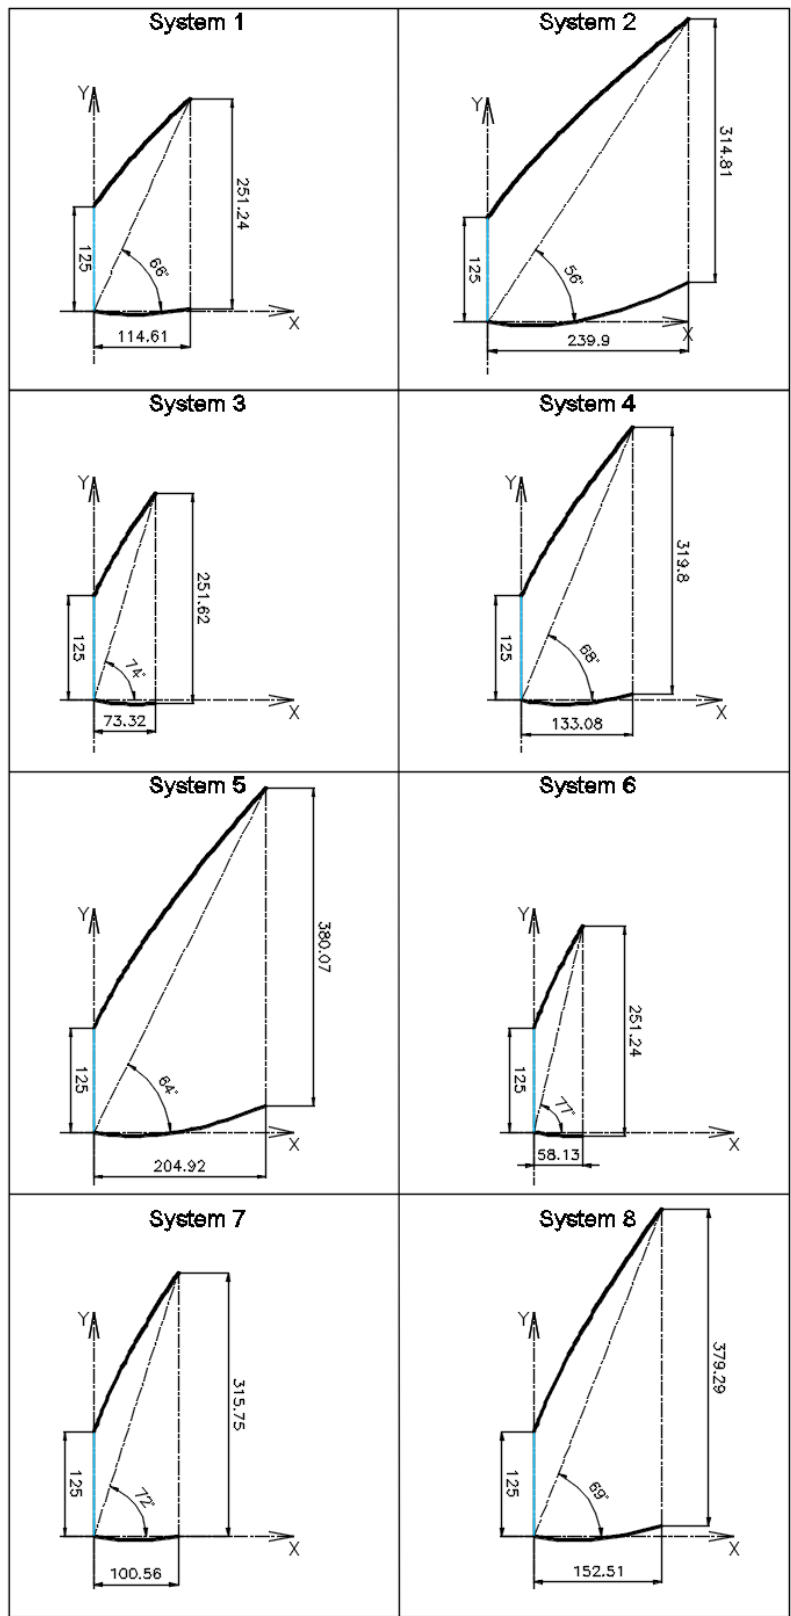 System 1
Y
251.24
125
66°
X
114.61
System 2
Y
314.81
125
56°
X
239.9
System 3
Y
251.62
125
74°
X
73.32
System 4
Y
319.8
125
68°
X
133.08
System 5
Y
380.07
125
64°
X
204.92
System 6
Y
251.24
125
77°
X
58.13
System 7
Y
315.75
125
72°
X
100.56
System 8
Y
379.29
125
69°
X
152.51